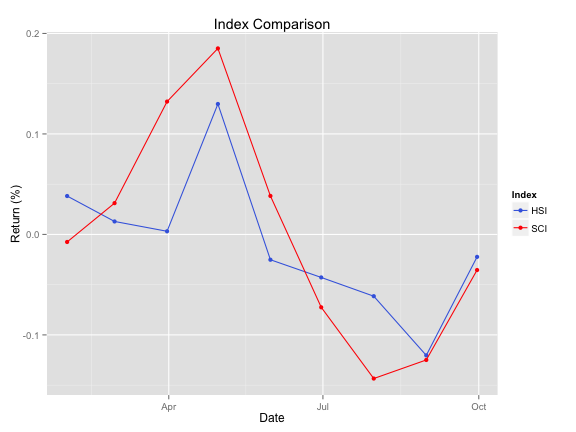 Index Comparison
0.2
0.1
0.0
-0.1
Return (%)
Apr
Jul
Oct
Date
Index
HSI
SCI